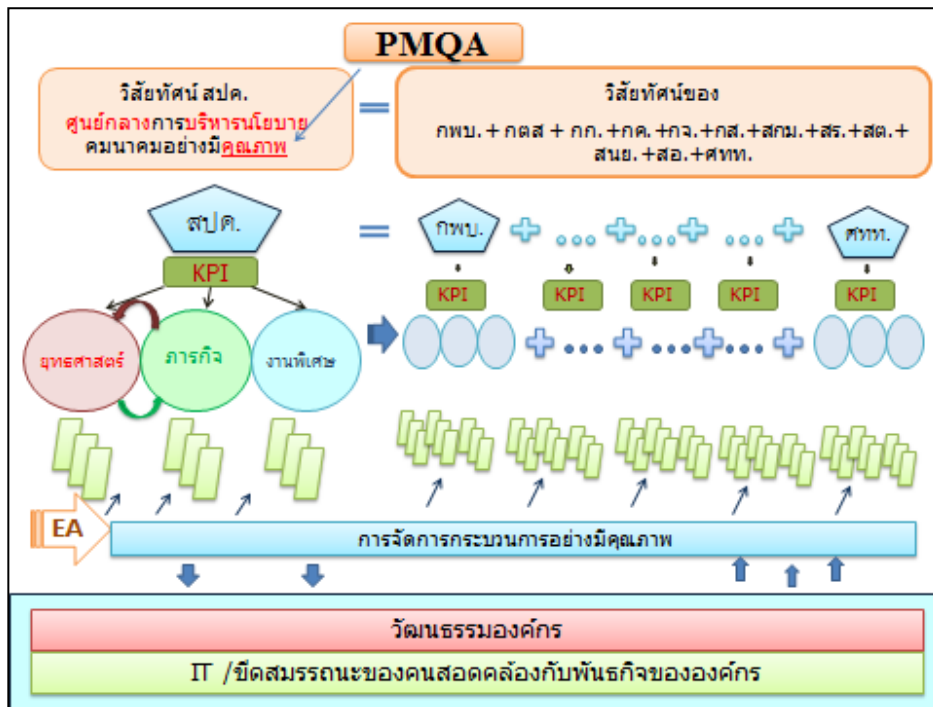 PMQA
วิสัยทัศน์ สปค.
ศูนย์กลางการบริหารนโยบาย
คมนาคมอย่างมีคุณภาพ
=
วิสัยทัศน์ของ
กพบ. + กตส + กก. +กค. +กจ. +กส. +สกม. +สร. +สต. +
สนย. +สอ. +ศทท.
สปค.
KPI
=
กพบ.
...
...
...
ศทท.
KPI
KPI
KPI
KPI
KPI
ยุทธศาสตร์
ภารกิจ
งานพิเศษ
...
...
...
EA
การจัดการกระบวนการอย่างมีคุณภาพ
วัฒนธรรมองค์กร
IT /ขีดสมรรถนะของคนสอดคล้องกับพันธกิจขององค์กร